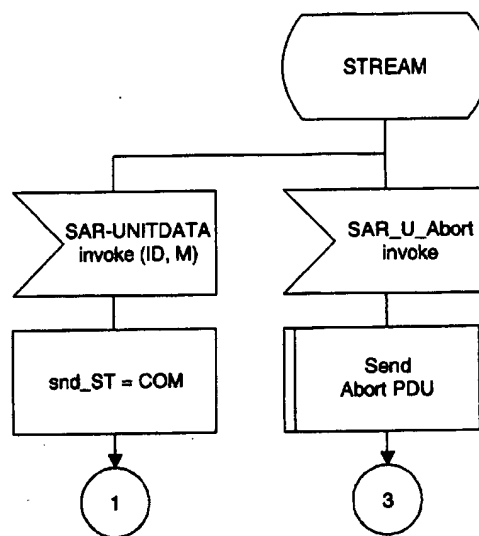 STREAM
SAR-UNITDATA
invoke (ID, M)
SAR_U_Abort
invoke
snd_ST = COM
Send
Abort PDU
1
3